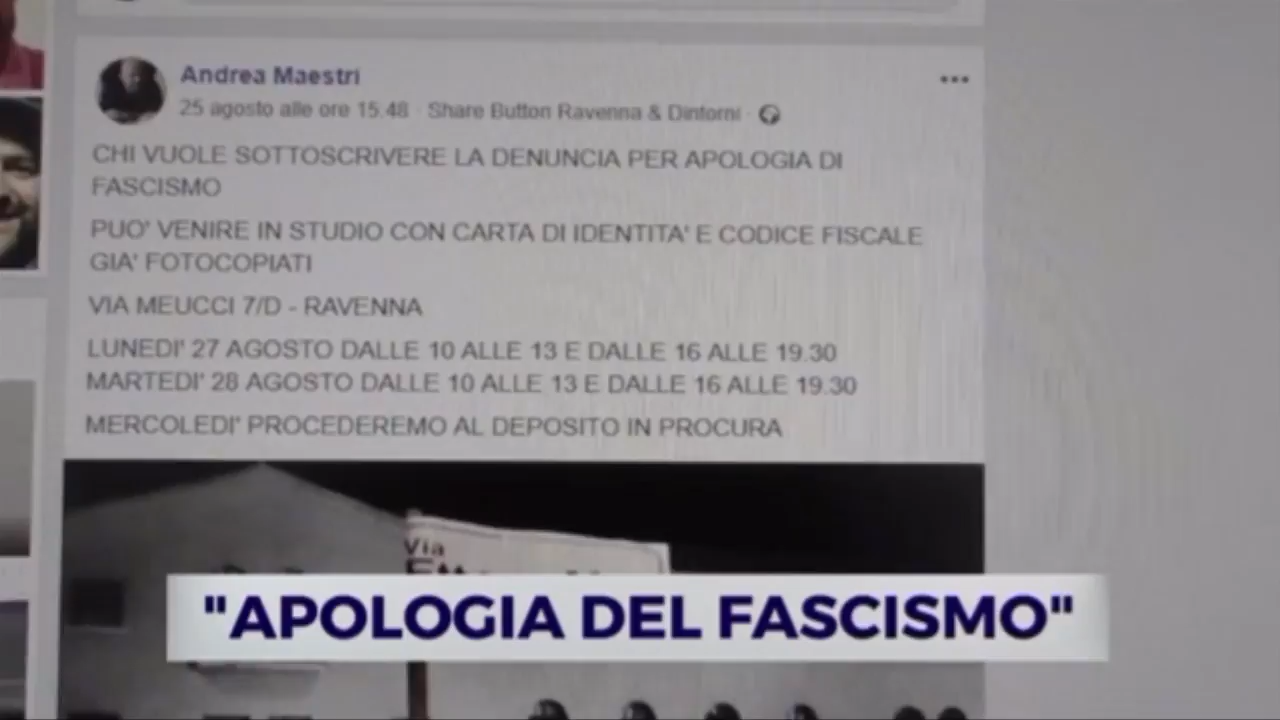 Andrea Maestri
25 agosto alle ore 15.48 · Share Button Ravenna & Dintorni ·
CHI VUOLE SOTTOSCRIVERE LA DENUNCIA PER APOLOGIA DI
FASCISMO
PUO' VENIRE IN STUDIO CON CARTA DI IDENTITA' E CODICE FISCALE
GIA' FOTOCOPIATI
VIA MEUCCI 7/D - RAVENNA
LUNEDI' 27 AGOSTO DALLE 10 ALLE 13 E DALLE 16 ALLE 19.30
MARTEDI' 28 AGOSTO DALLE 10 ALLE 13 E DALLE 16 ALLE 19.30
MERCOLEDI' PROCEDEREMO AL DEPOSITO IN PROCURA
Via
"APOLOGIA DEL FASCISMO"